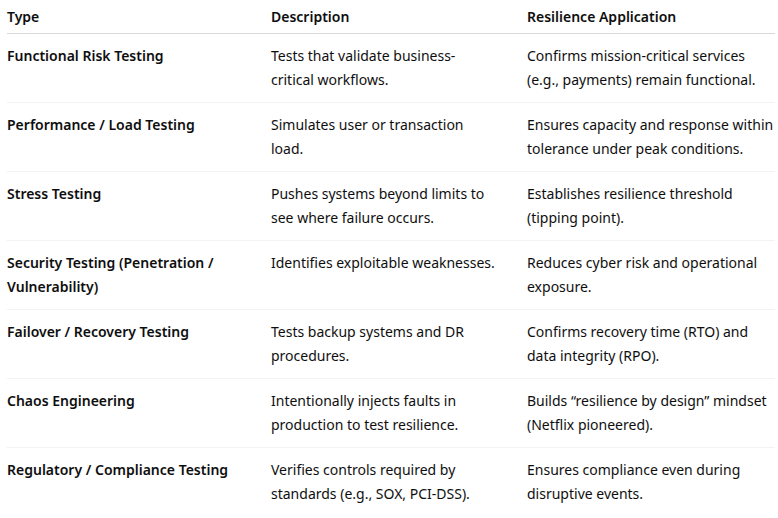 Type Description Resilience Application
Functional Risk Testing Tests that validate business- Confirms mission-critical services
critical workflows. (e.g., payments) remain functional.
Performance / Load Testing Simulates user or transaction Ensures capacity and response within
load. tolerance under peak conditions.
Stress Testing Pushes systems beyond limits to Establishes resilience threshold
see where failure occurs. (tipping point).
Security Testing (Penetration / Identifies exploitable weaknesses. Reduces cyber risk and operational
Vulnerability) exposure.
Failover / Recovery Testing Tests backup systems and DR Confirms recovery time (RTO) and
procedures. data integrity (RPO).
Chaos Engineering Intentionally injects faults in Builds “resilience by design” mindset
production to test resilience. (Netflix pioneered).
Regulatory / Compliance Testing Verifies controls required by Ensures compliance even during
standards (e.g., SOX, PCI-DSS). disruptive events.